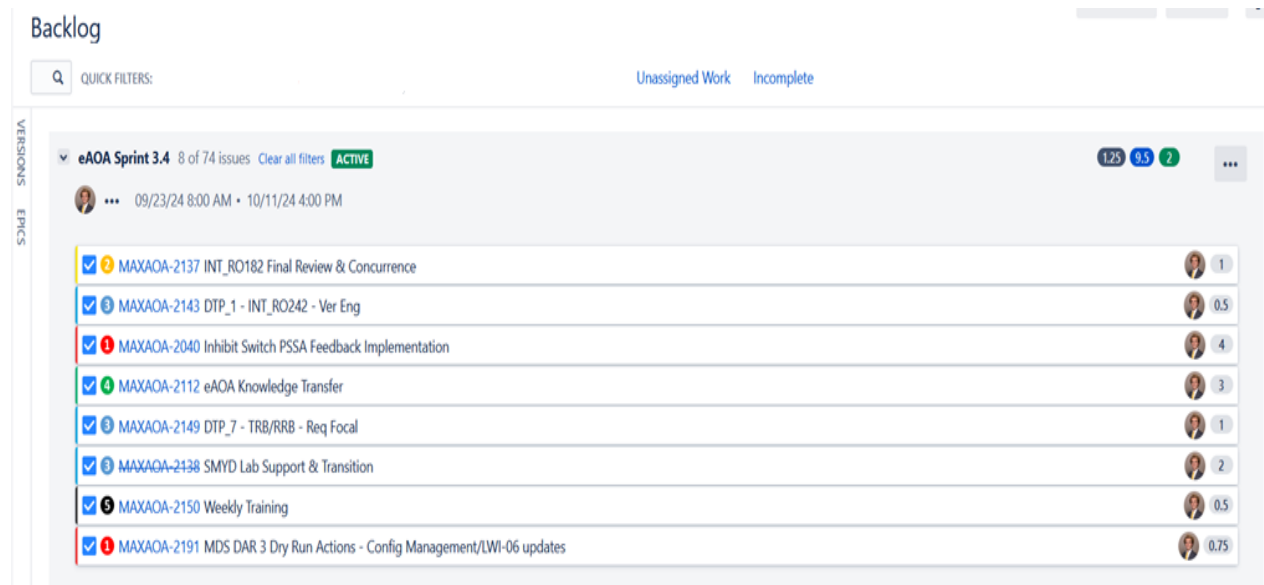 Backlog
QUICK FILTERS: Unassigned Work Incomplete
VERSIONS
EPICS
eAOA Sprint 3.4 8 of 74 issues Clear all filters ACTIVE 1.25 9.5 2
09/23/24 8:00 AM • 10/11/24 4:00 PM
2 MAXAOA-2137 INT_RO182 Final Review & Concurrence 1
3 MAXAOA-2143 DTP_1 - INT_RO242 - Ver Eng 0.5
1 MAXAOA-2040 Inhibit Switch PSSA Feedback Implementation 4
4 MAXAOA-2112 eAOA Knowledge Transfer 3
3 MAXAOA-2149 DTP_7 - TRB/RRB - Req Focal 1
3 MAXAOA-2138 SMYD Lab Support & Transition 2
5 MAXAOA-2150 Weekly Training 0.5
1 MAXAOA-2191 MDS DAR 3 Dry Run Actions - Config Management/LWI-06 updates 0.75